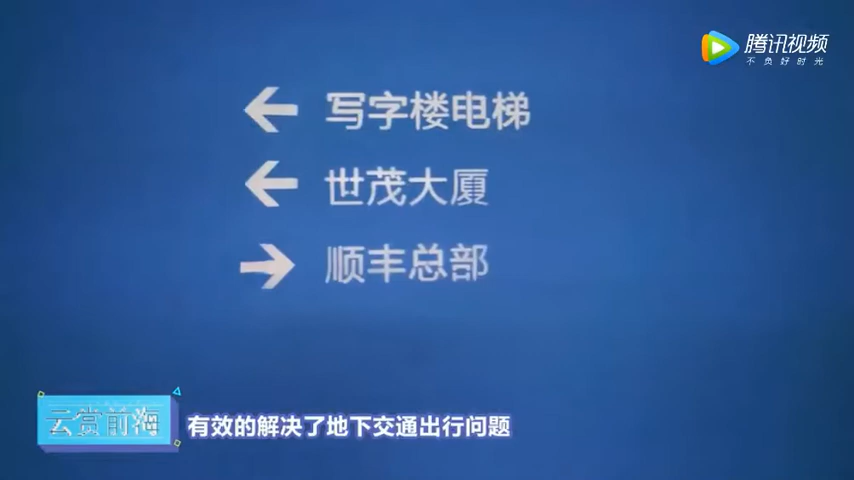 腾讯视频
不负好时光
写字楼电梯
世茂大厦
顺丰总部
云赏前海
有效的解决了地下交通出行问题